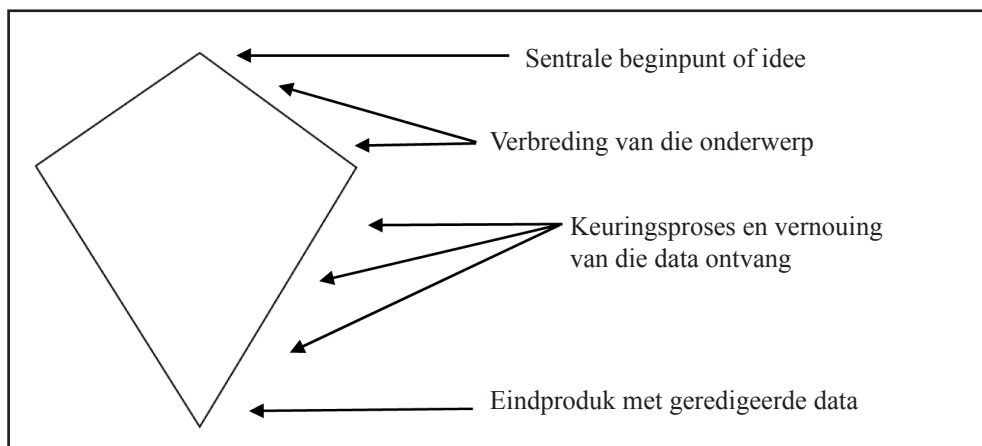 Sentrale beginpunt of idee
Verbreding van die onderwerp
Keuringsproses en vernouing
van die data ontvang
Eindproduk met geredigeerde data